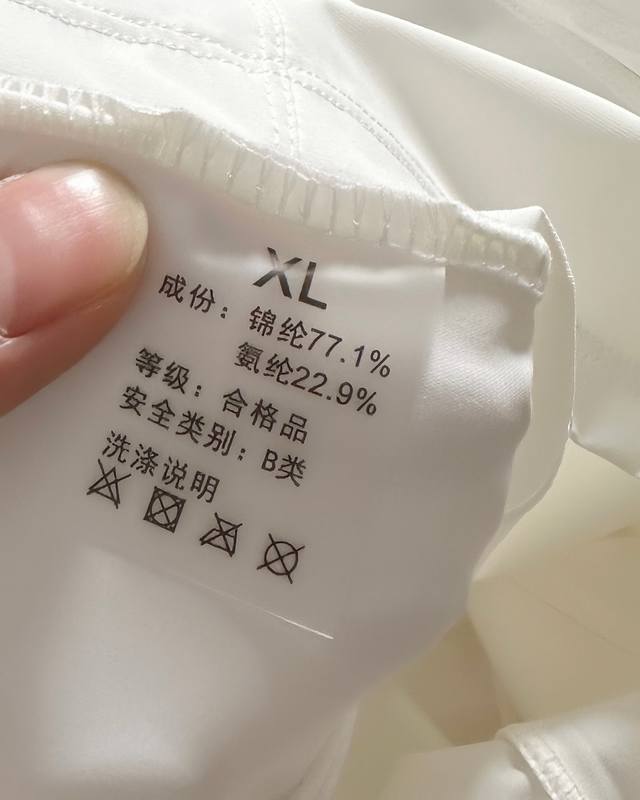 XL
成份：锦纶77.1%
氨纶22.9%
等级：合格品
安全类别：B类
洗涤说明